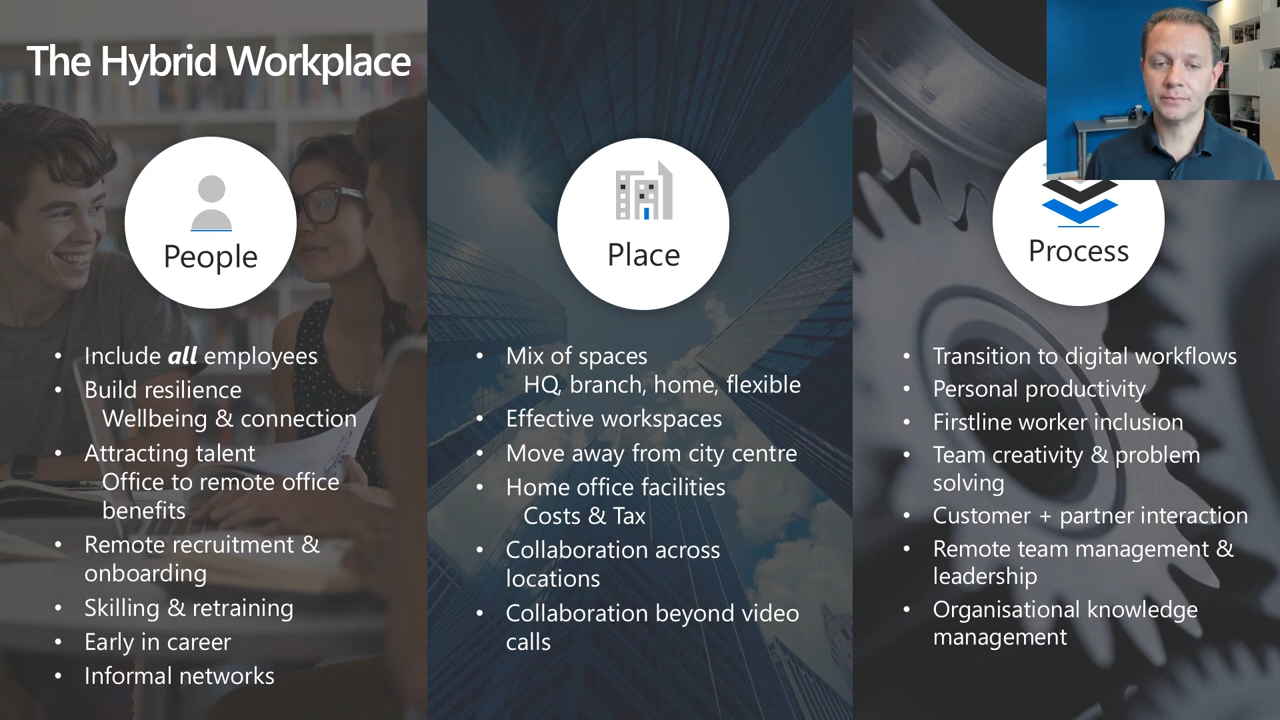 The Hybrid Workplace
People
• Include all employees
• Build resilience
Wellbeing & connection
• Attracting talent
Office to remote office
benefits
• Remote recruitment &
onboarding
• Skilling & retraining
• Early in career
• Informal networks
Place
• Mix of spaces
HQ, branch, home, flexible
• Effective workspaces
• Move away from city centre
• Home office facilities
Costs & Tax
• Collaboration across
locations
• Collaboration beyond video
calls
Process
• Transition to digital workflows
• Personal productivity
• Firstline worker inclusion
• Team creativity & problem
solving
• Customer + partner interaction
• Remote team management &
leadership
• Organisational knowledge
management